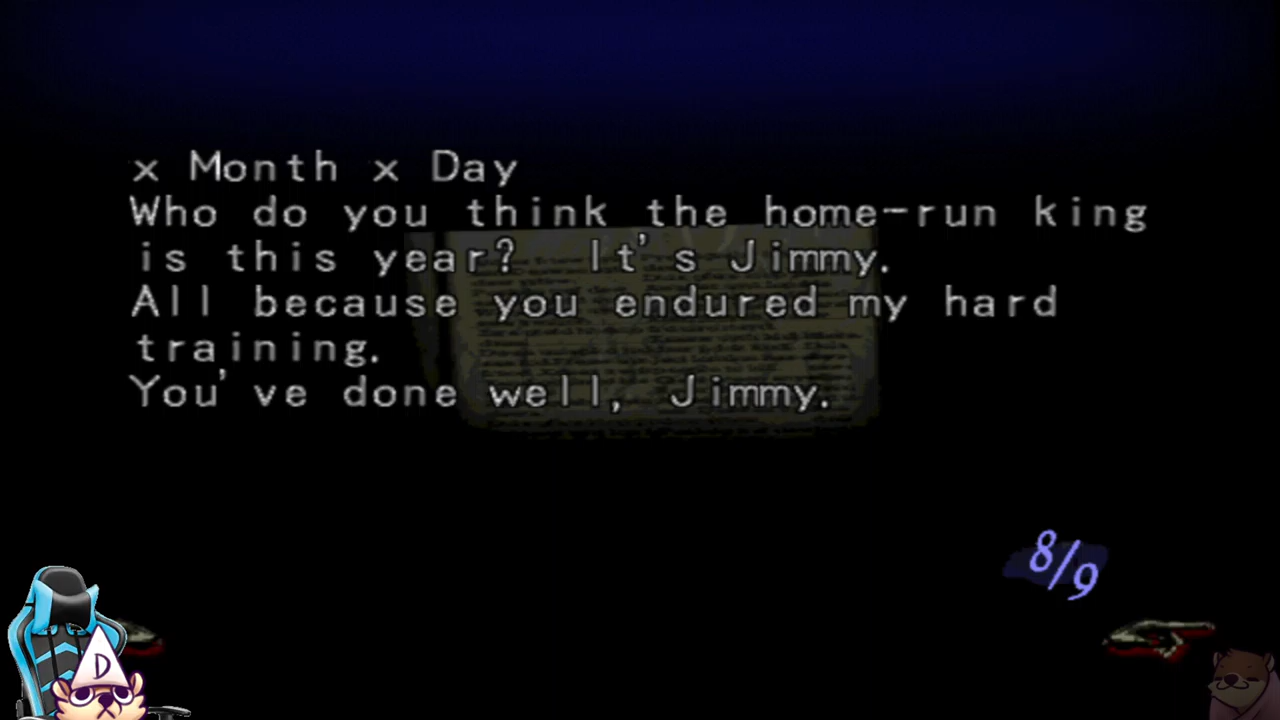 x Month x Day
Who do you think the home-run king
is this year?  It's Jimmy.
All because you endured my hard
training.
You've done well, Jimmy.
8/9
D